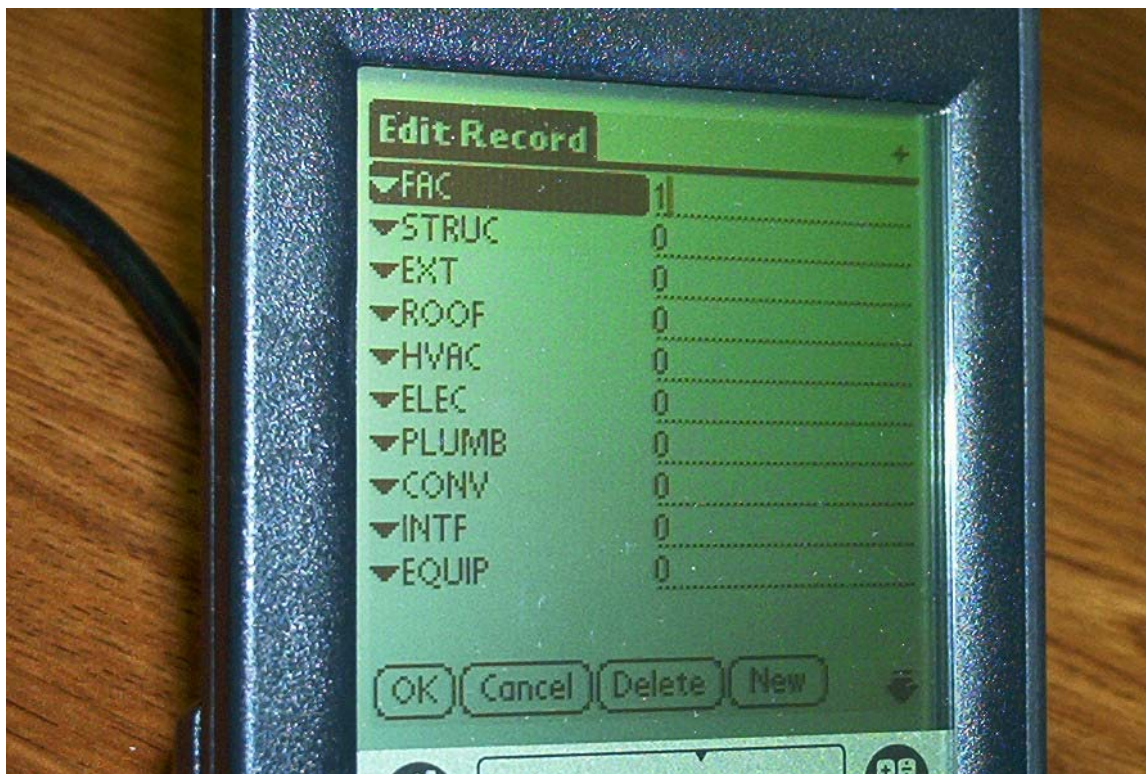 Edit Record
FAC 1
STRUC 0
EXT 0
ROOF 0
HVAC 0
ELEC 0
PLUMB 0
CONV 0
INTF 0
EQUIP 0
OK Cancel Delete New